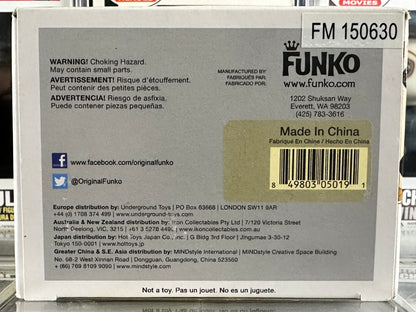 MOVIES
FM 150630
WARNING! Choking Hazard.
May contain small parts.
AVERTISSEMENT! Risque d'étouffement.
Peut contenir des petites pièces.
ADVERTENCIA! Riesgo de asfixia.
Puede contener piezas pequeñas.
MANUFACTURED BY
FABRIQUÉS PAR
FABRICADO POR:
FUNKO
www.funko.com
1202 Shuksan Way
Everett, WA 98203
(425) 783-3616
Made In China
Fabriqué En Chine / Hecho En China
8 49803 05019 1
www.facebook.com/originalfunko
@OriginalFunko
Europe distribution by: Underground Toys | PO Box 63668 | LONDON SW11 9AR
+44 (0) 1708 374 499 | www.underground-toys.com
Australia & New Zealand distribution by: Ikon Collectables Pty Ltd | 7/120 Victoria Street
North Geelong, VIC. 3215 | +61 3 5278 449 | www.ikoncollectables.com.au
Japan distribution by: Hot Toys Japan Co., Inc. | G Bldg 3rd Floor | Jingumae 3-30-12
Tokyo 150-0001 | www.hottoys.jp
Greater China & S.E. Asia distribution by: MINDstyle International | MINDstyle Creative Space Building
No. 68-2 West Xinnan Road | Dongguan, Guangdong, China, 523560
+ (86) 769 8109 9090 | www.mindstyle.com
Not a toy. Pas un jouet. No es un juguete.